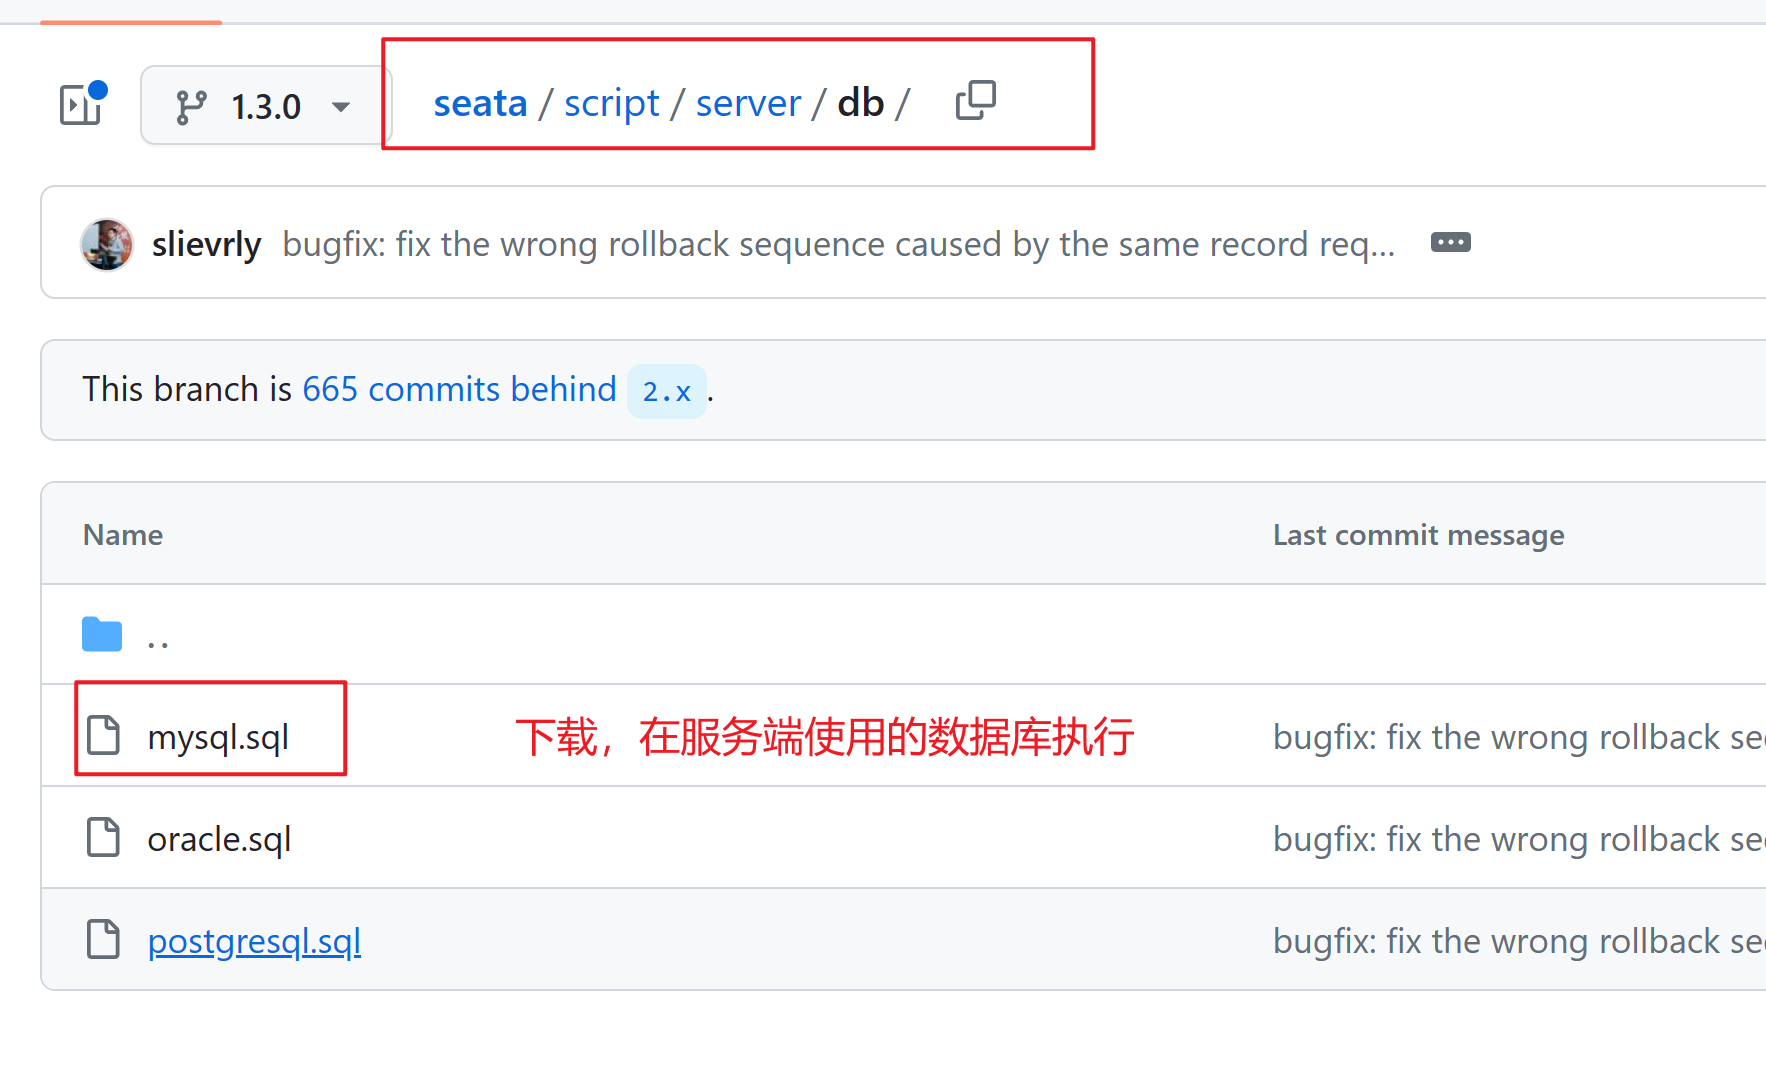 1.3.0
seata / script / server / db /
slievrly bugfix: fix the wrong rollback sequence caused by the same record req...
This branch is 665 commits behind 2.x.
Name Last commit message
..
mysql.sql 下载，在服务端使用的数据库执行 bugfix: fix the wrong rollback se
oracle.sql bugfix: fix the wrong rollback se
postgresql.sql bugfix: fix the wrong rollback se